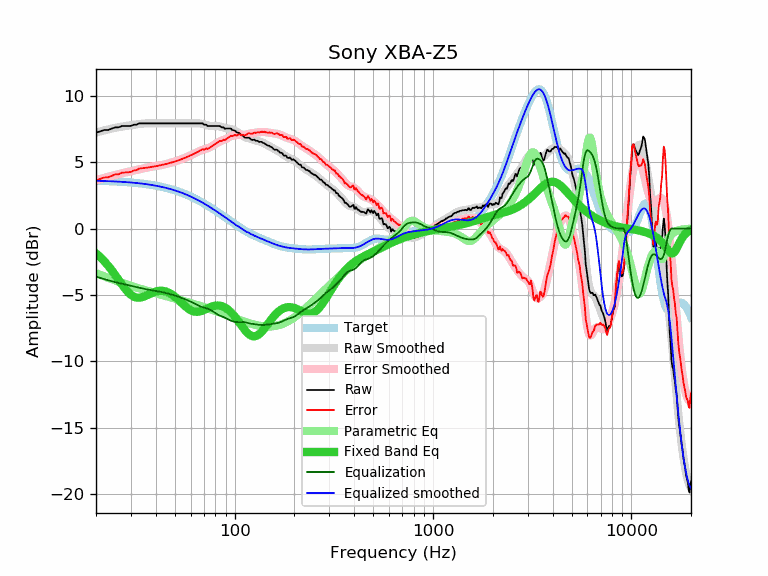 Sony XBA-Z5
Amplitude (dBr)
10
5
0
−5
−10
−15
−20
Target
Raw Smoothed
Error Smoothed
Raw
Error
Parametric Eq
Fixed Band Eq
Equalization
Equalized smoothed
100
1000
10000
Frequency (Hz)